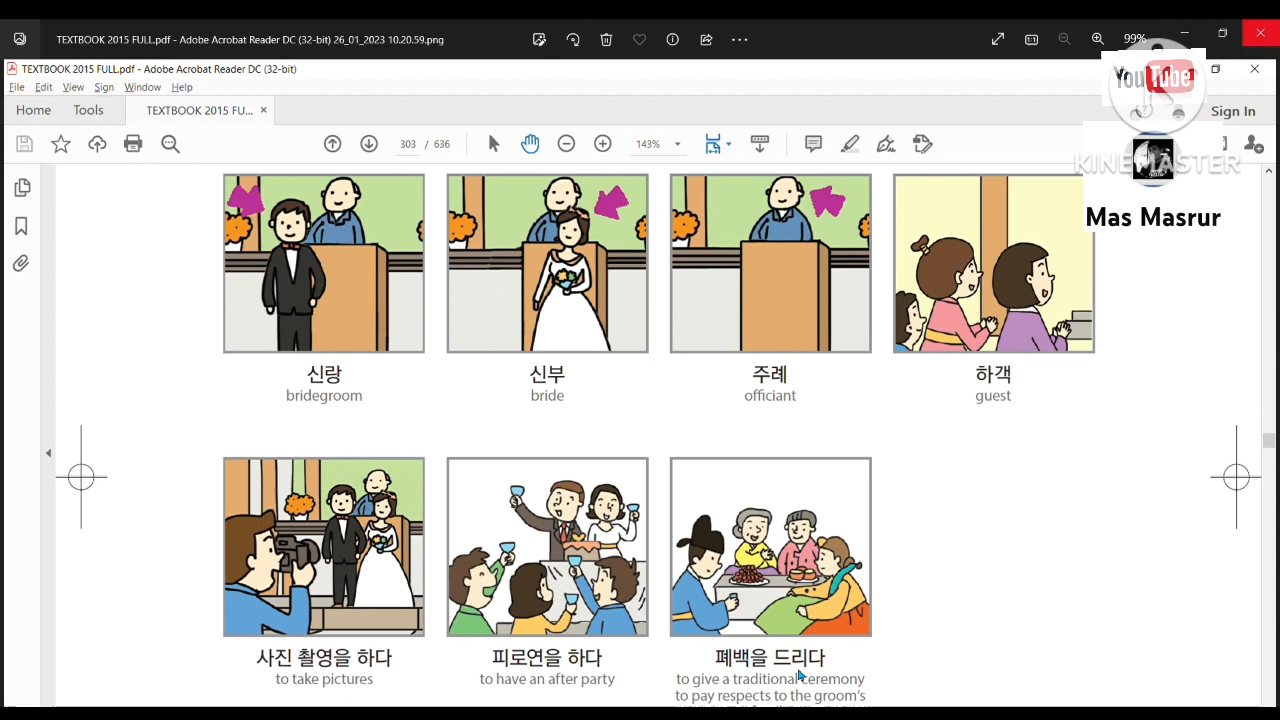 TEXTBOOK 2015 FULL.pdf - Adobe Acrobat Reader DC (32-bit) 26_01_2023 10.20.59.png
99%
TEXTBOOK 2015 FULL.pdf - Adobe Acrobat Reader DC (32-bit)
File Edit View Sign Window Help
YouTube
Home Tools TEXTBOOK 2015 FU... Sign In
303 / 636 143%
KINEMASTER
Mas Masrur
신랑 신부 주례 하객
bridegroom bride officiant guest
사진 촬영을 하다 피로연을 하다 폐백을 드리다
to take pictures to have an after party to give a traditional ceremony
to pay respects to the groom's